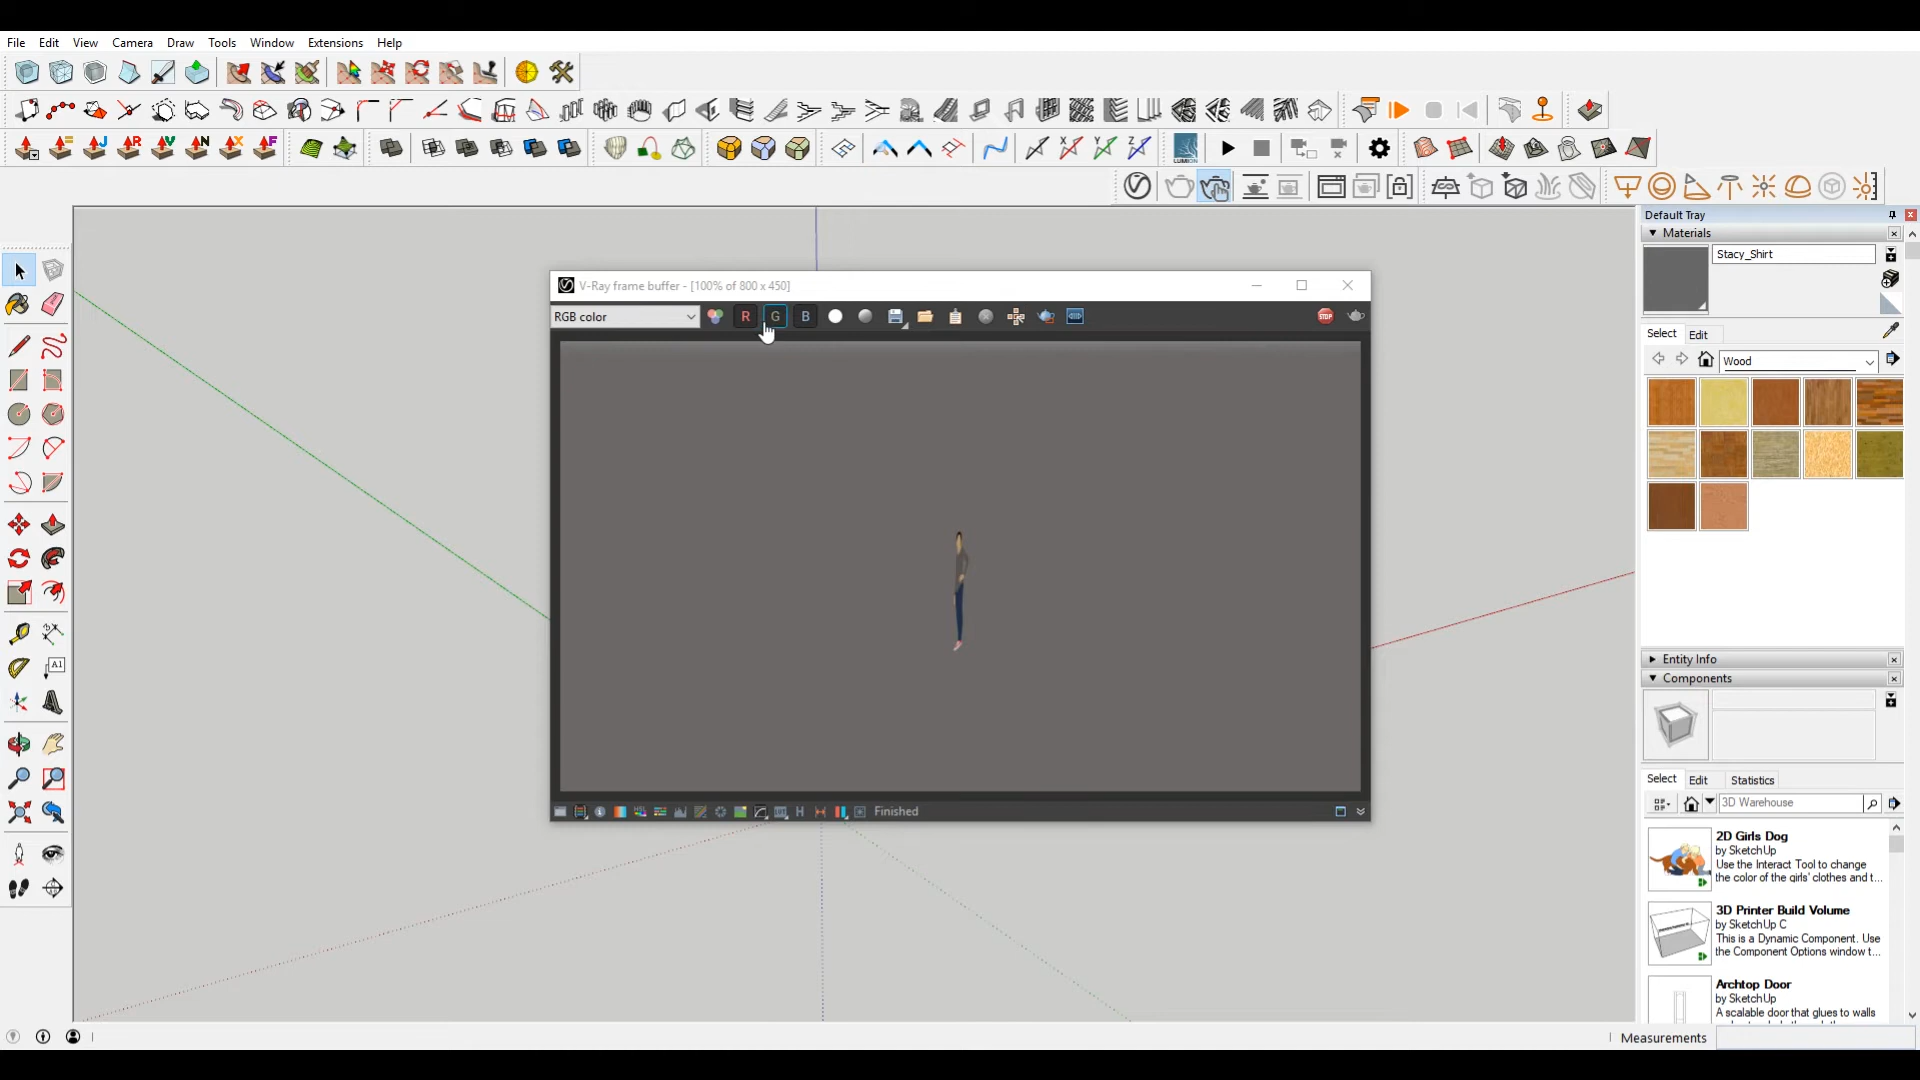 File Edit View Camera Draw Tools Window Extensions Help
J R V N X F
X Y Z
LUMION
Default Tray
Materials
Stacy_Shirt
V-Ray frame buffer - [100% of 800 x 450]
RGB color
R G B
STOP
Select Edit
Wood
A1
Entity Info
Components
Select Edit Statistics
3D Warehouse
H Finished
2D Girls Dog
by SketchUp
Use the Interact Tool to change
the color of the girls' clothes and t...
3D Printer Build Volume
by SketchUp C
This is a Dynamic Component. Use
the Component Options window t...
Archtop Door
by SketchUp
A scalable door that glues to walls
Measurements